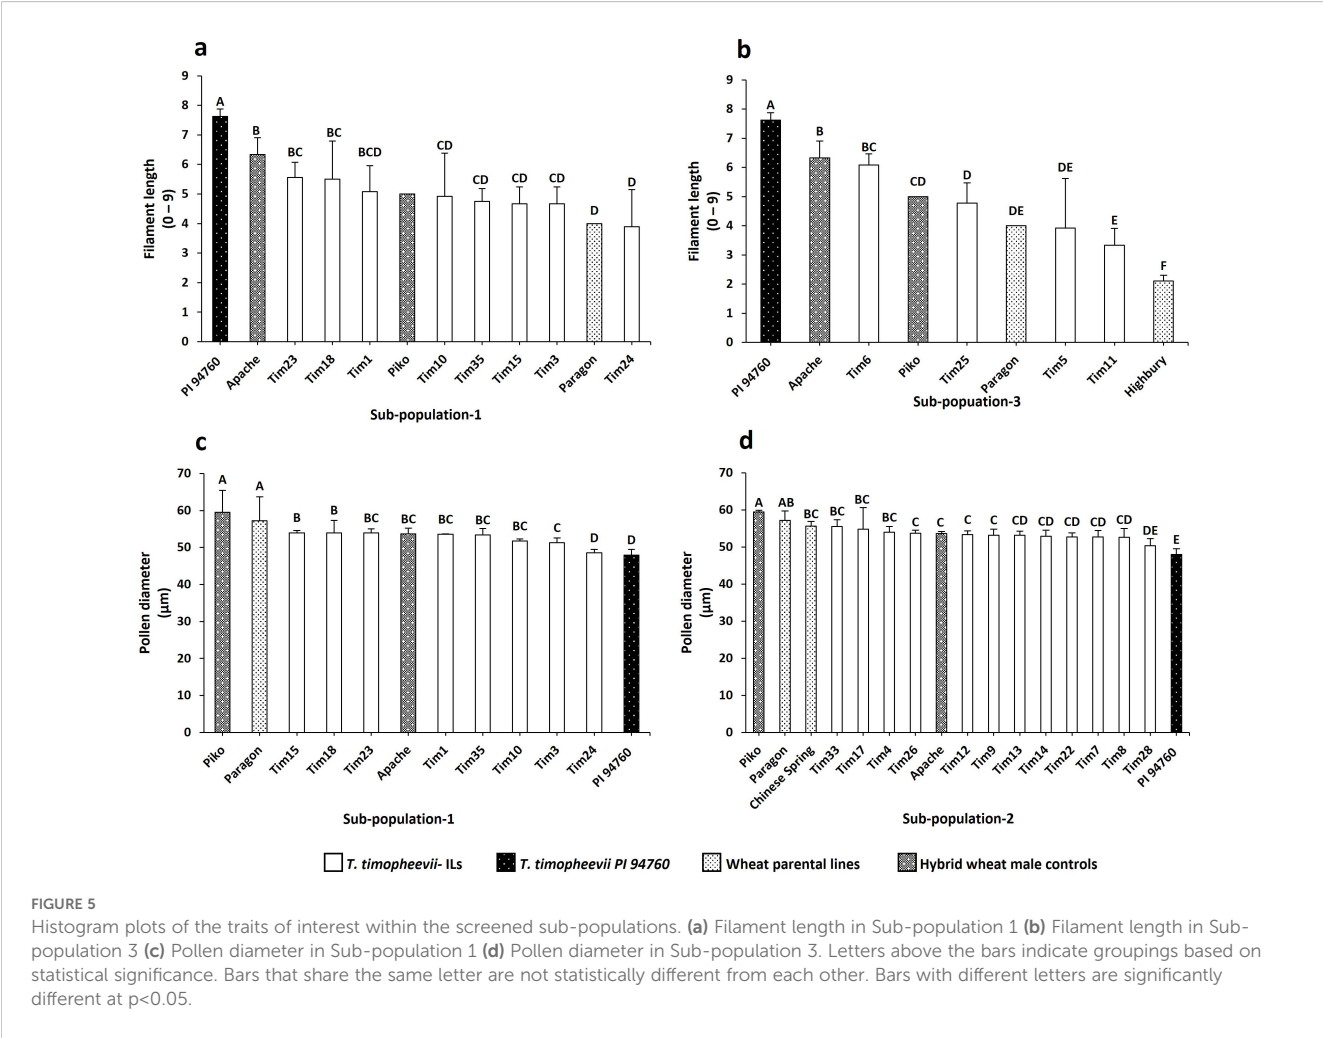 a
9
8
7
6
5
4
3
2
1
0
Filament length
(0 – 9)
A
B
BC
BC
BCD
CD
CD
CD
CD
D
D
PI 94760
Apache
Tim23
Tim18
Tim1
Piko
Tim10
Tim35
Tim15
Tim3
Paragon
Tim24
Sub-population-1
b
9
8
7
6
5
4
3
2
1
0
Filament length
(0 – 9)
A
B
BC
CD
D
DE
DE
E
F
PI 94760
Apache
Tim6
Piko
Tim25
Paragon
Tim5
Tim11
Highbury
Sub-popuation-3
c
70
60
50
40
30
20
10
0
Pollen diameter
(µm)
A
A
B
B
BC
BC
BC
BC
BC
C
D
D
Piko
Paragon
Tim15
Tim18
Tim23
Apache
Tim1
Tim35
Tim10
Tim3
Tim24
PI 94760
Sub-population-1
d
70
60
50
40
30
20
10
0
Pollen diameter
(µm)
A
AB
BC
BC
BC
BC
C
C
C
C
CD
CD
CD
CD
CD
DE
E
Piko
Paragon
Chinese Spring
Tim33
Tim17
Tim4
Tim26
Apache
Tim12
Tim9
Tim13
Tim14
Tim22
Tim7
Tim8
Tim28
PI 94760
Sub-population-2
T. timopheevii- ILs
T. timopheevii PI 94760
Wheat parental lines
Hybrid wheat male controls
FIGURE 5
Histogram plots of the traits of interest within the screened sub-populations. (a) Filament length in Sub-population 1 (b) Filament length in Sub-
population 3 (c) Pollen diameter in Sub-population 1 (d) Pollen diameter in Sub-population 3. Letters above the bars indicate groupings based on
statistical significance. Bars that share the same letter are not statistically different from each other. Bars with different letters are significantly
different at p<0.05.